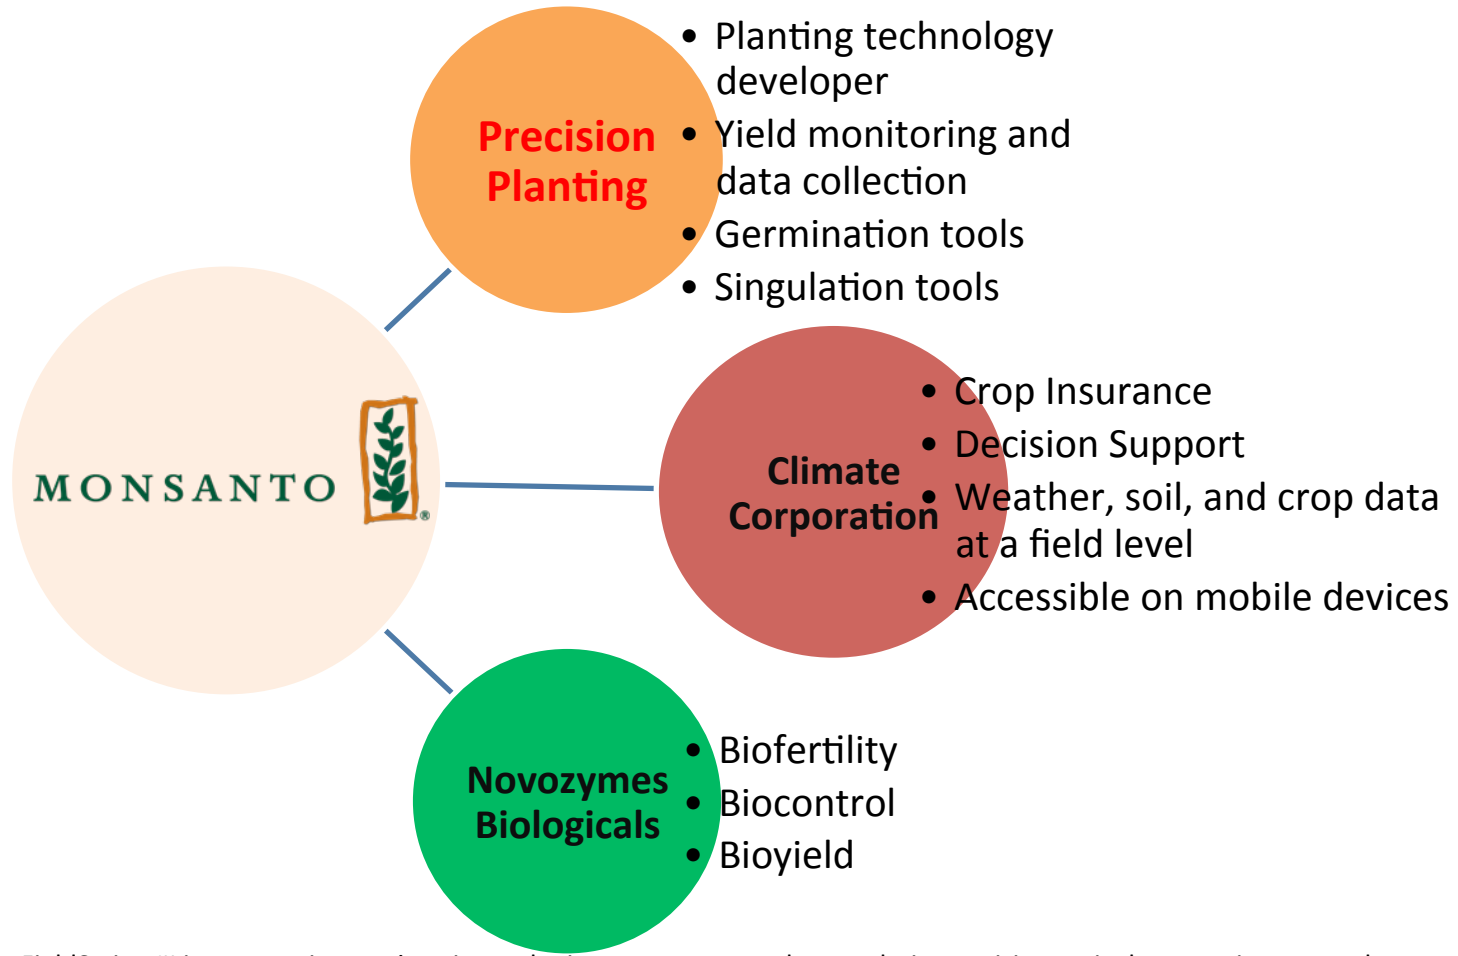 • Planting technology
developer
Precision
Planting
• Yield monitoring and
data collection
• Germination tools
• Singulation tools
MONSANTO
®
Climate
Corporation
• Crop Insurance
• Decision Support
• Weather, soil, and crop data
at a field level
• Accessible on mobile devices
Novozymes
Biologicals
• Biofertility
• Biocontrol
• Bioyield